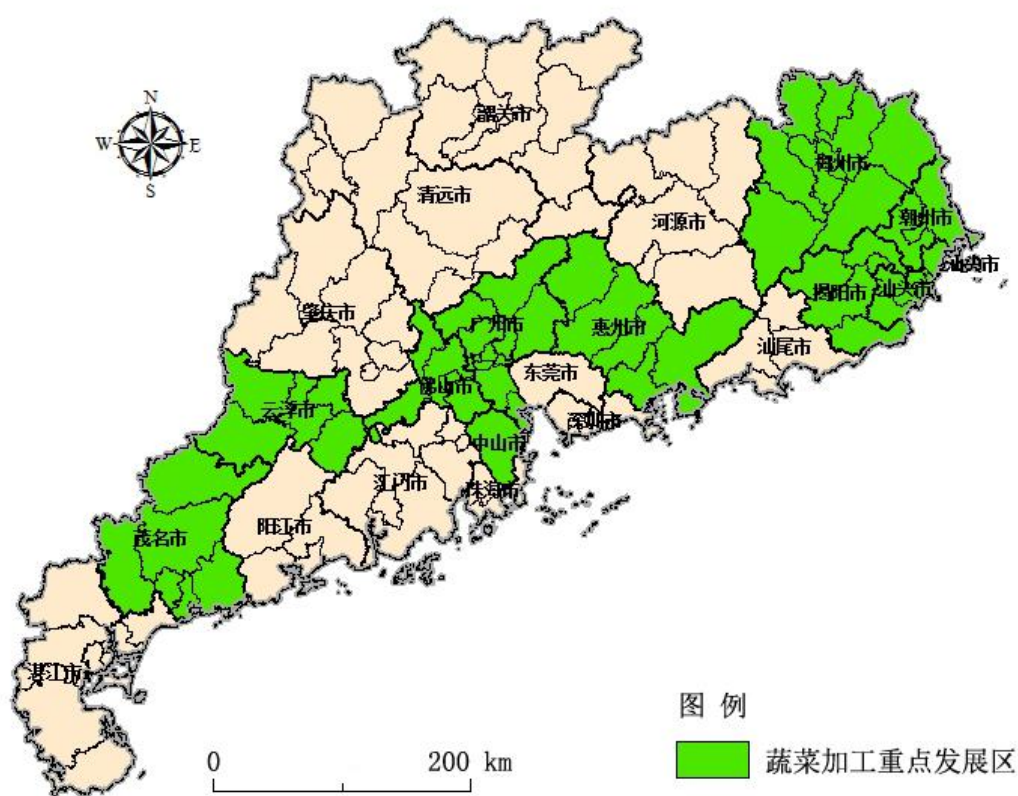 N
W
E
S
韶关市
清远市
梅州市
河源市
潮州市
汕头市
揭阳市
汕头市
肇庆市
广州市
惠州市
汕尾市
东莞市
佛山市
云浮市
深圳市
中山市
江门市
珠海市
阳江市
茂名市
湛江市
图 例
蔬菜加工重点发展区
0
200 km